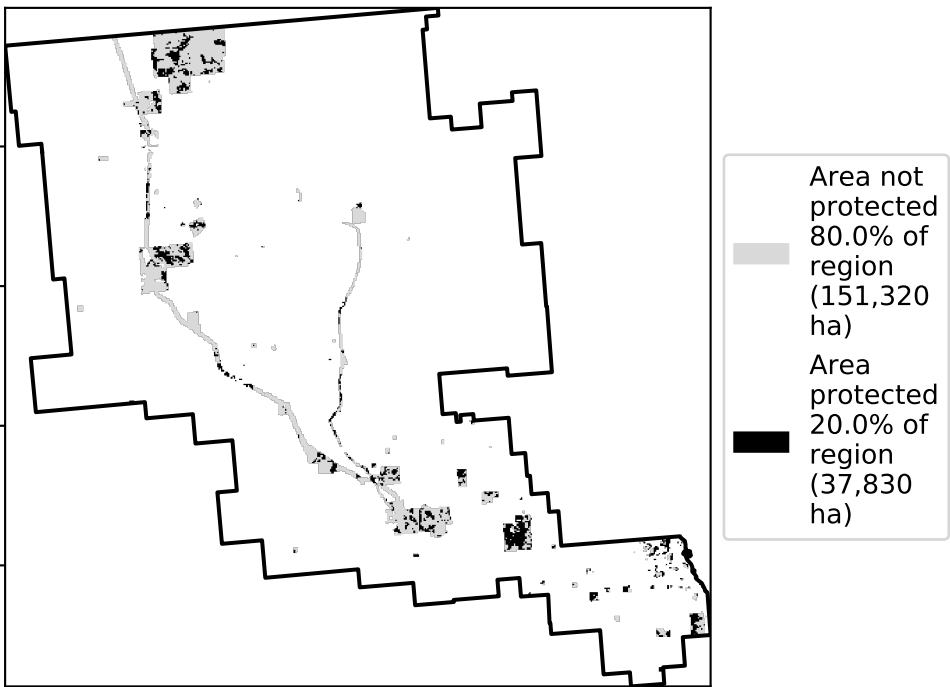 Area not
protected
80.0% of
region
(151,320
ha)
Area
protected
20.0% of
region
(37,830
ha)